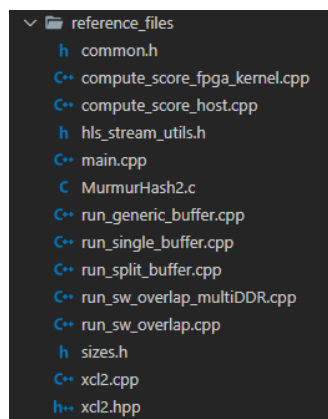 reference_files
h common.h
C++ compute_score_fpga_kernel.cpp
C++ compute_score_host.cpp
h hls_stream_utils.h
C++ main.cpp
C MurmurHash2.c
C++ run_generic_buffer.cpp
C++ run_single_buffer.cpp
C++ run_split_buffer.cpp
C++ run_sw_overlap_multiDDR.cpp
C++ run_sw_overlap.cpp
h sizes.h
C++ xcl2.cpp
h++ xcl2.hpp